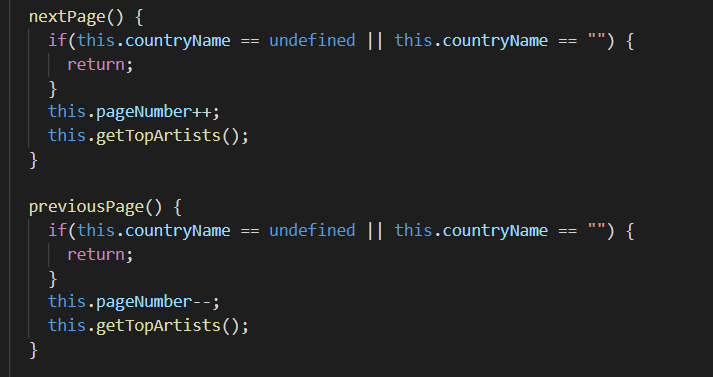 nextPage() {
if(this.countryName == undefined || this.countryName == "") {
return;
}
this.pageNumber++;
this.getTopArtists();
}
previousPage() {
if(this.countryName == undefined || this.countryName == "") {
return;
}
this.pageNumber--;
this.getTopArtists();
}